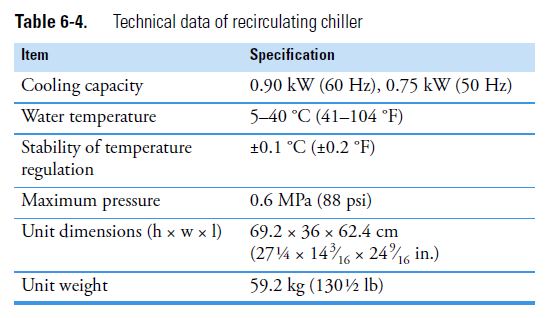 Table 6-4. Technical data of recirculating chiller
Item Specification
Cooling capacity 0.90 kW (60 Hz), 0.75 kW (50 Hz)
Water temperature 5–40 °C (41–104 °F)
Stability of temperature ±0.1 °C (±0.2 °F)
regulation
Maximum pressure 0.6 MPa (88 psi)
Unit dimensions (h × w × l) 69.2 × 36 × 62.4 cm
(27¼ × 14 3/16 × 24 9/16 in.)
Unit weight 59.2 kg (130½ lb)